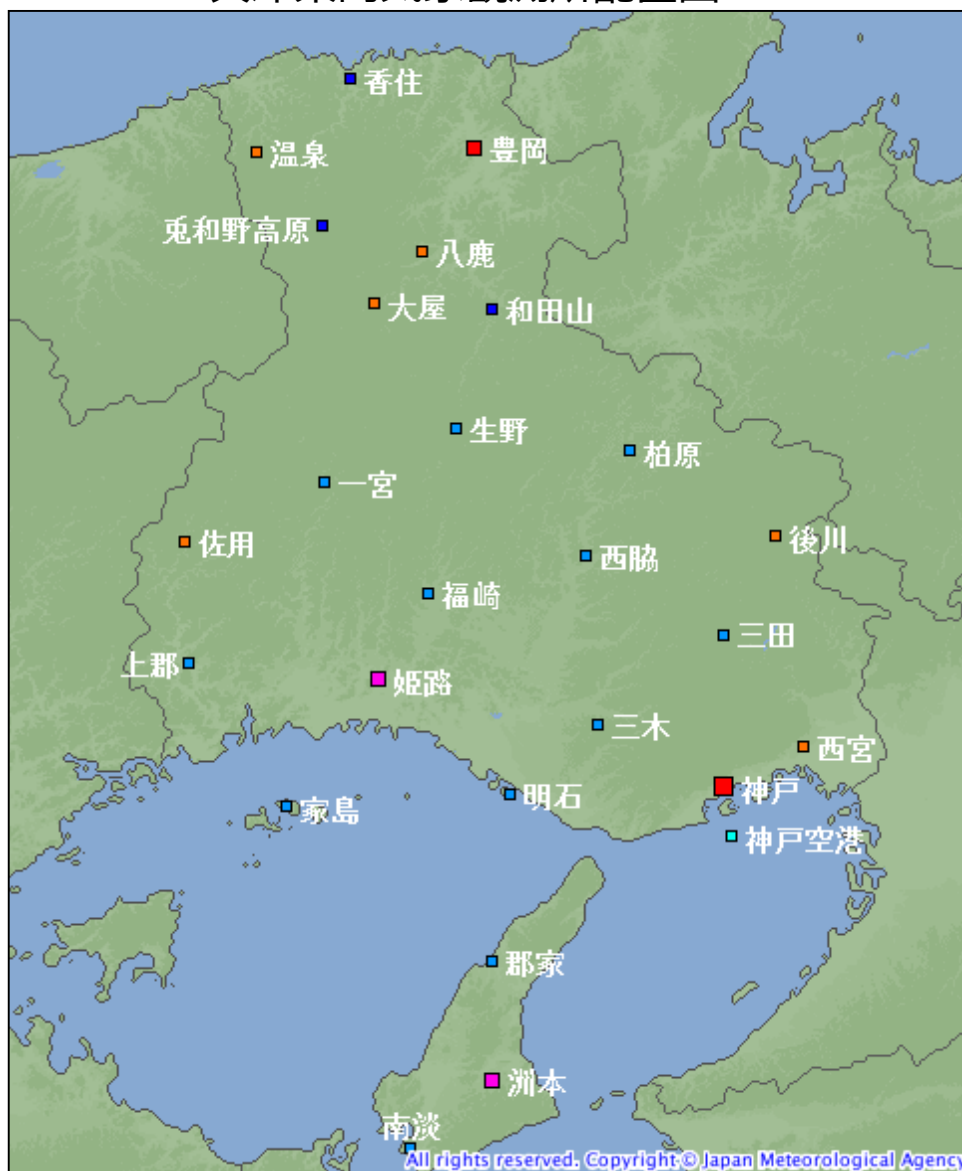 香住
温泉
豊岡
兎和野高原
八鹿
大屋
和田山
生野
柏原
一宮
佐用
後川
西脇
福崎
三田
上郡
姫路
三木
西宮
神戸
明石
家島
神戸空港
郡家
洲本
南淡
All rights reserved. Copyright © Japan Meteorological Agency